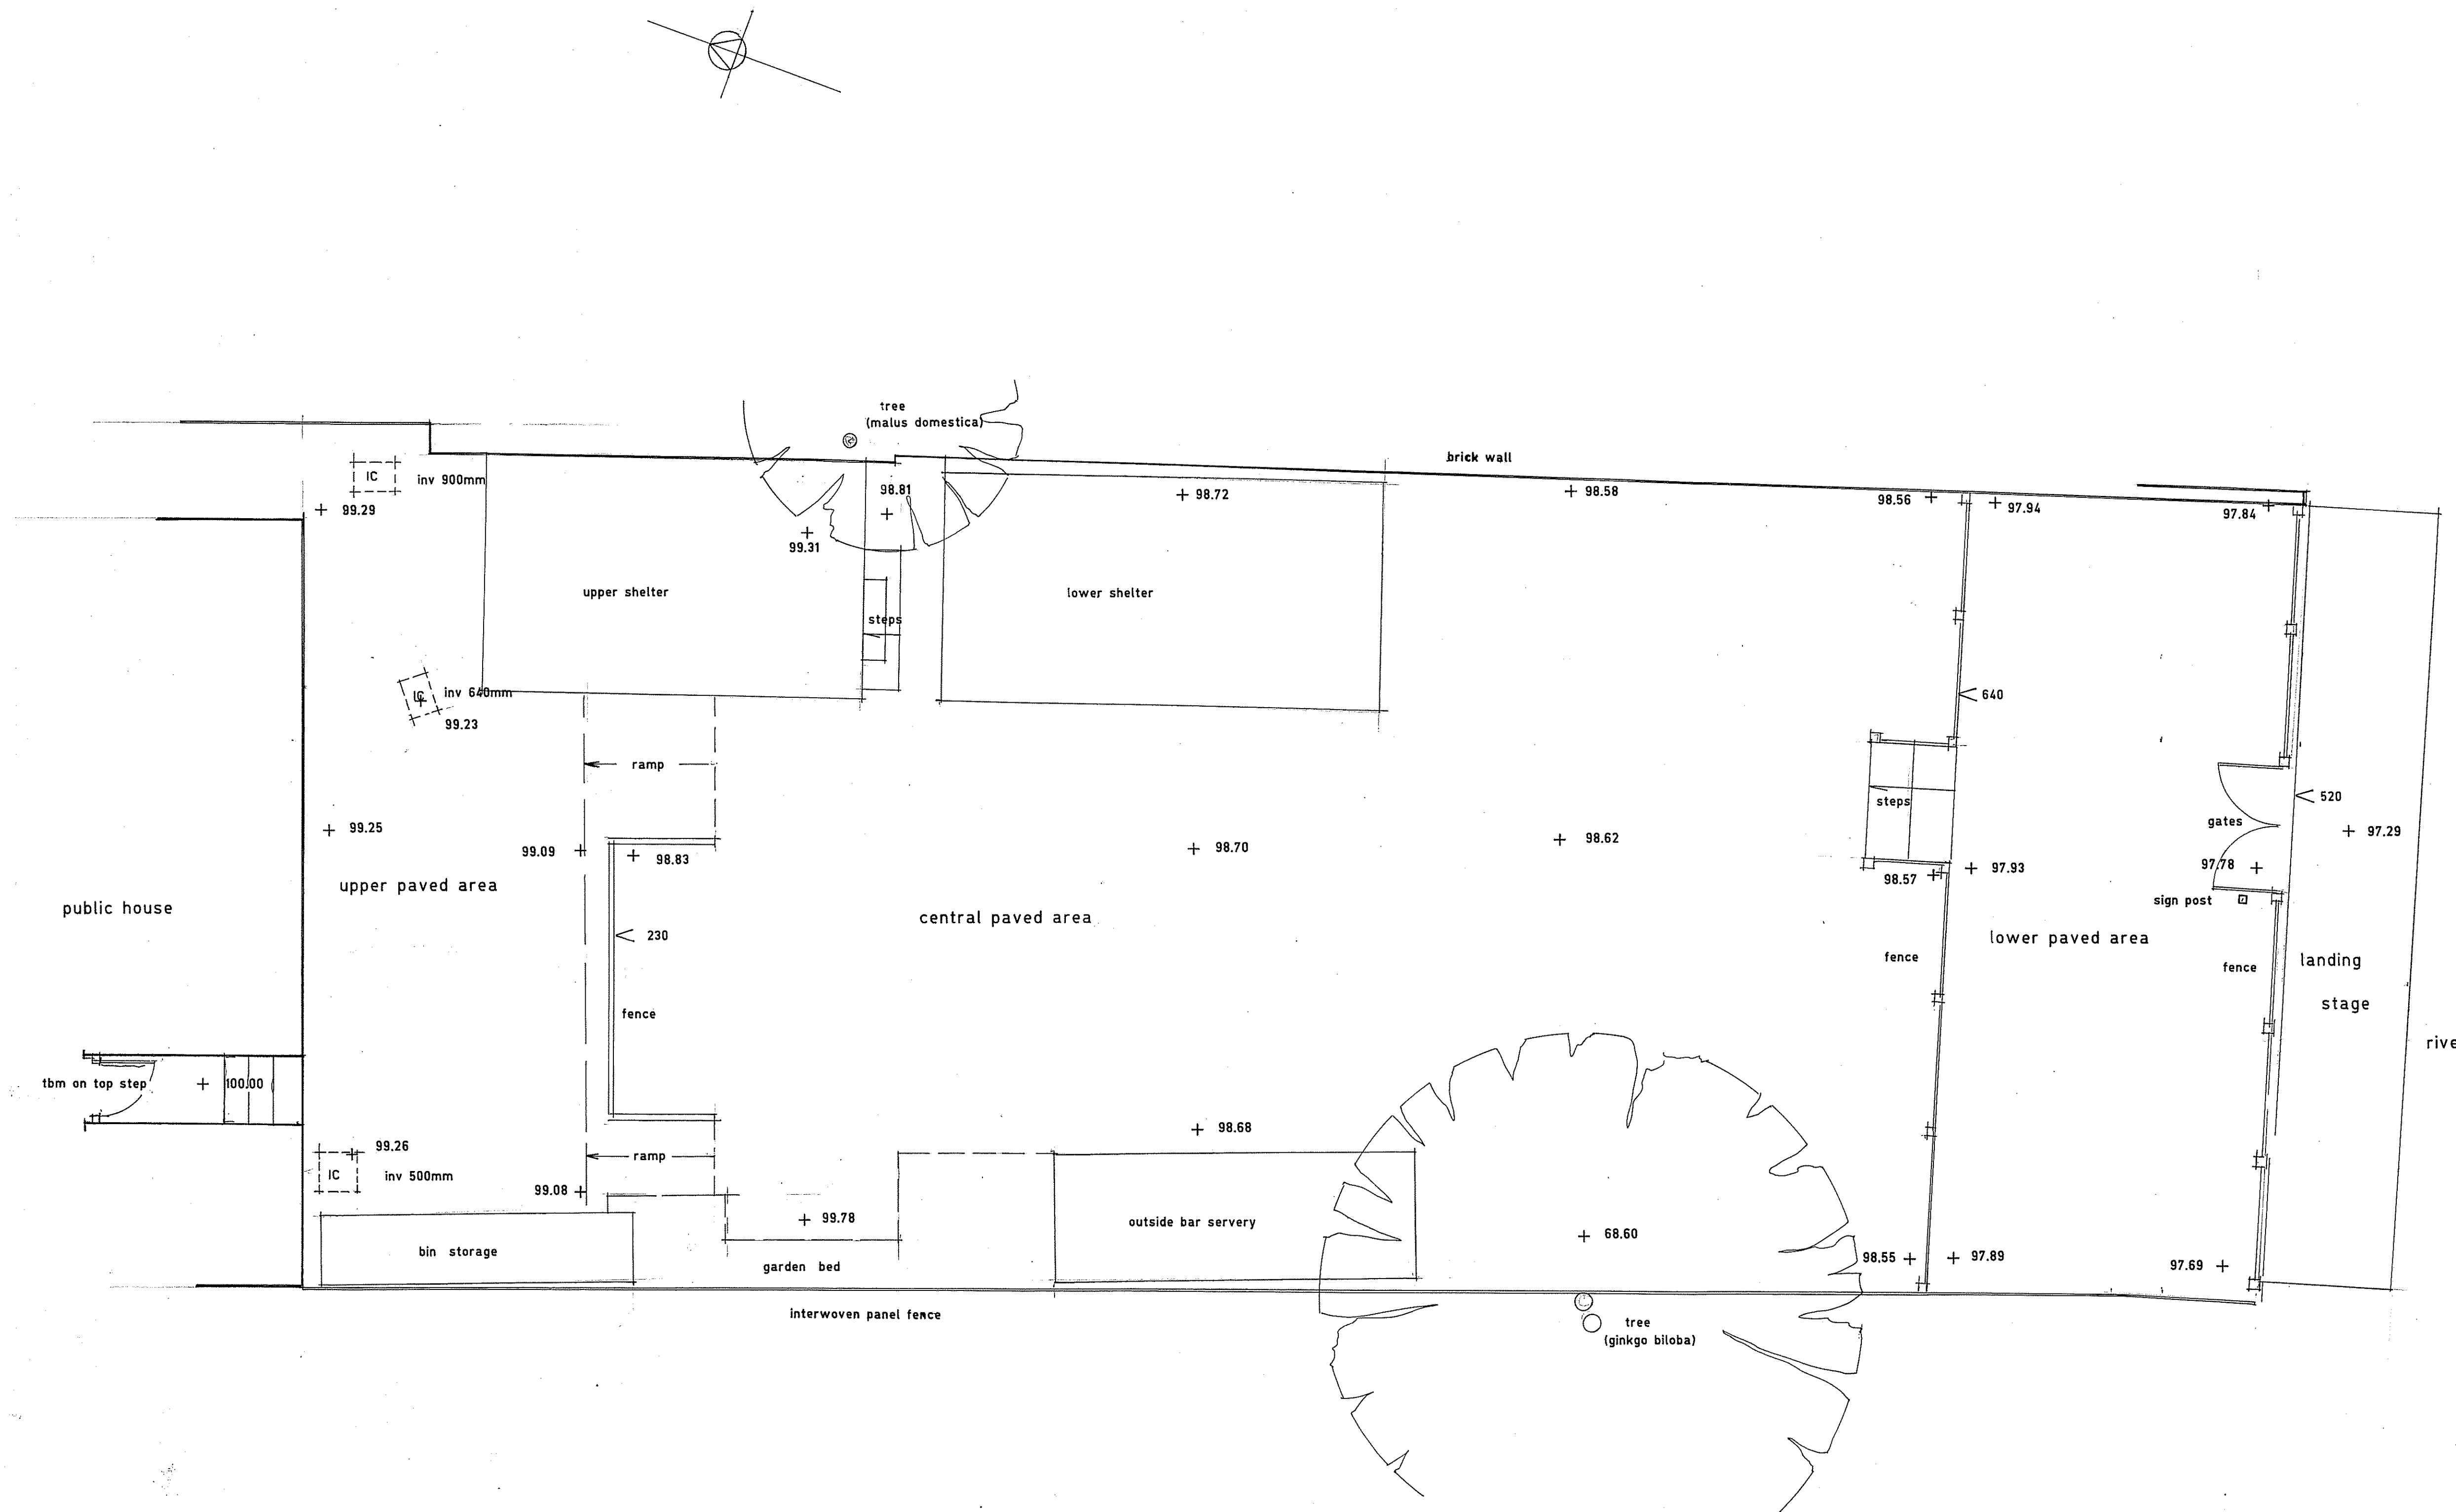 tree
(malus domestica)
brick wall
IC
inv 900mm
99.29
98.81
98.72
98.58
98.56
97.94
97.84
99.31
upper shelter
lower shelter
steps
IC
inv 640mm
99.23
640
ramp
steps
520
gates
99.25
99.09
98.83
98.70
98.62
97.29
98.57
97.93
97.78
sign post
upper paved area
public house
central paved area
230
lower paved area
fence
fence
landing
stage
fence
rive
tbm on top step
100.00
98.68
99.26
IC
inv 500mm
ramp
99.08
99.78
outside bar servery
68.60
bin storage
garden bed
98.55
97.89
97.69
interwoven panel fence
tree
(ginkgo biloba)